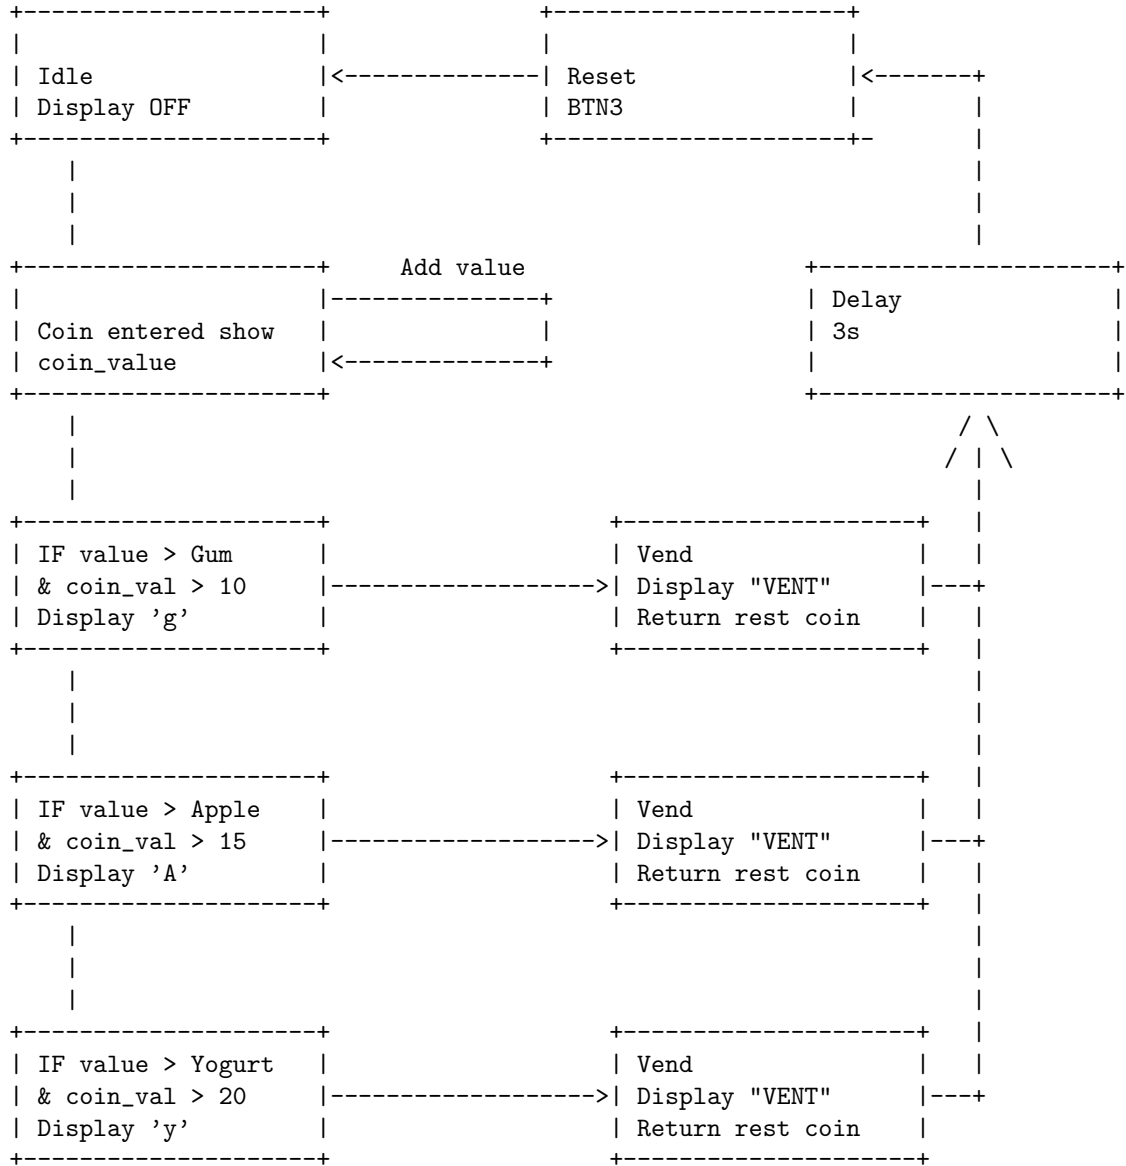 Idle
Display OFF
Reset
BTN3
Add value
Coin entered show
coin_value
Delay
3s
IF value > Gum
& coin_val > 10
Display 'g'
Vend
Display "VENT"
Return rest coin
IF value > Apple
& coin_val > 15
Display 'A'
Vend
Display "VENT"
Return rest coin
IF value > Yogurt
& coin_val > 20
Display 'y'
Vend
Display "VENT"
Return rest coin